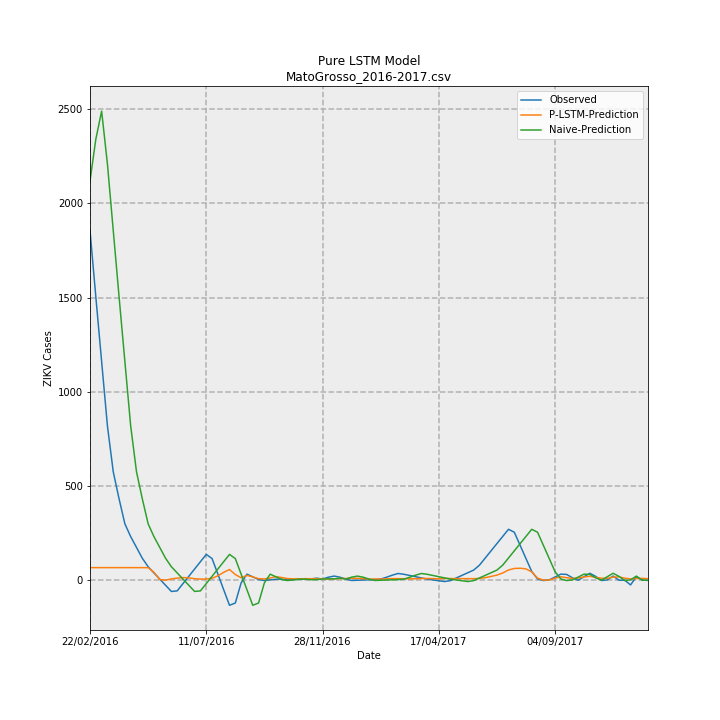 Pure LSTM Model
MatoGrosso_2016-2017.csv
Observed
P-LSTM-Prediction
Naive-Prediction
2500
2000
1500
1000
500
0
ZIKV Cases
22/02/2016
11/07/2016
28/11/2016
17/04/2017
04/09/2017
Date